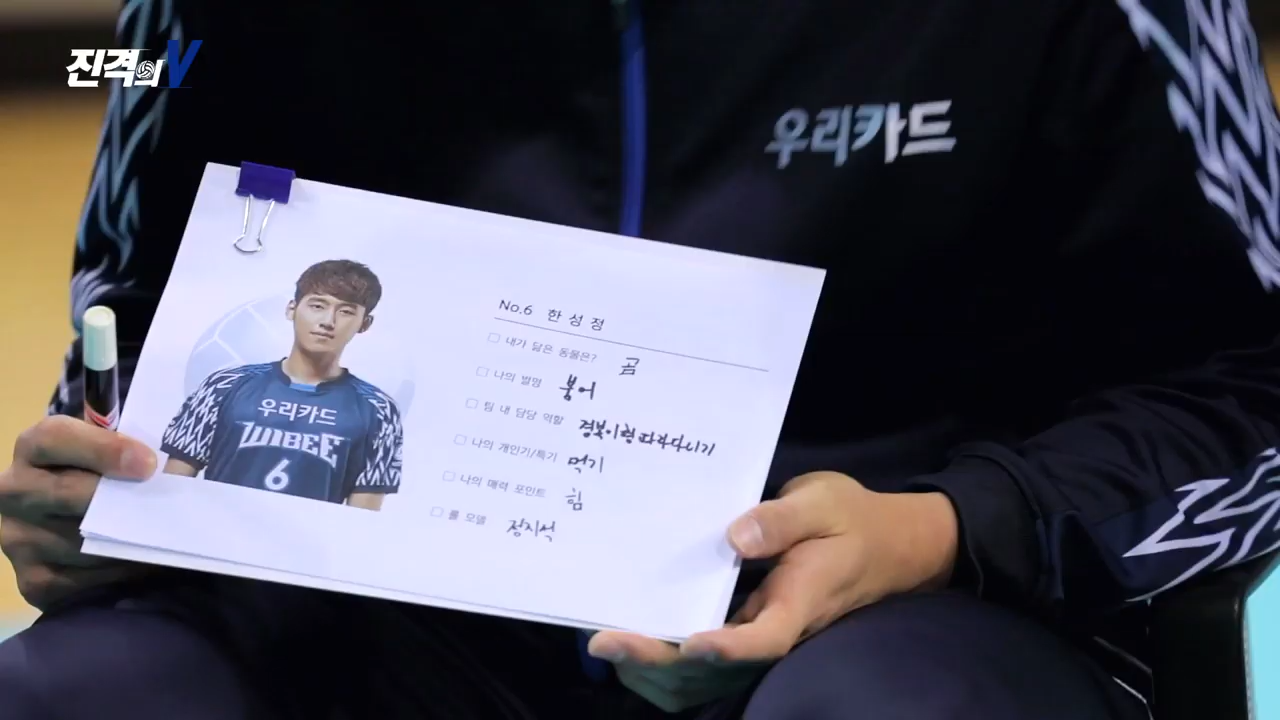 진격의V
우리카드
No.6 한성정
내가 닮은 동물은? 곰
나의 별명 붕어
팀 내 담당 역할 경복이형 따라다니기
나의 개인기/특기 먹기
나의 매력 포인트 힘
롤 모델 정지석
우리카드
WIBEE
6